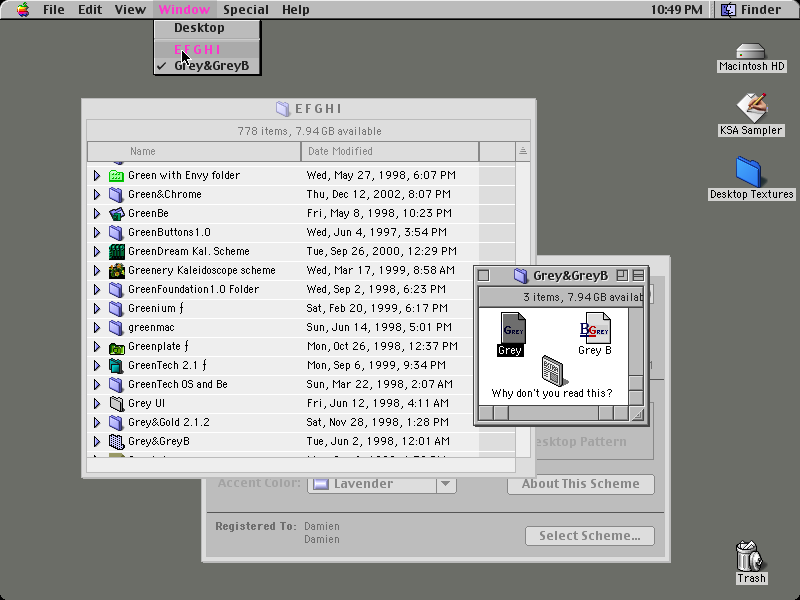 File Edit View Window Special Help 10:49 PM Finder
Desktop
EFGHI
✓ Grey&GreyB
Macintosh HD
KSA Sampler
Desktop Textures
Trash
EFGHI
778 items, 7.94 GB available
Name Date Modified
Green with Envy folder Wed, May 27, 1998, 6:07 PM
Green&Chrome Thu, Dec 12, 2002, 8:07 PM
GreenBe Fri, May 8, 1998, 10:23 PM
GreenButtons1.0 Wed, Jun 4, 1997, 3:54 PM
GreenDream Kal. Scheme Tue, Sep 26, 2000, 12:29 PM
Greenery Kaleidoscope scheme Wed, Mar 17, 1999, 8:58 AM
GreenFoundation1.0 Folder Wed, Sep 2, 1998, 6:23 PM
Greenium ƒ Sat, Feb 20, 1999, 6:17 PM
greenmac Sun, Jun 14, 1998, 5:01 PM
Greenplate ƒ Mon, Oct 26, 1998, 12:37 PM
GreenTech 2.1 ƒ Mon, Sep 6, 1999, 9:34 PM
GreenTech OS and Be Sun, Mar 22, 1998, 2:07 AM
Grey UI Fri, Jun 12, 1998, 4:11 AM
Grey&Gold 2.1.2 Sat, Nov 28, 1998, 1:28 PM
Grey&GreyB Tue, Jun 2, 1998, 12:01 AM
Grey&GreyB
3 items, 7.94 GB availab
GREY
Grey
BGREY
Grey B
Why don't you read this?
esktop Pattern
Accent Color: Lavender
About This Scheme
Registered To: Damien
Damien
Select Scheme...